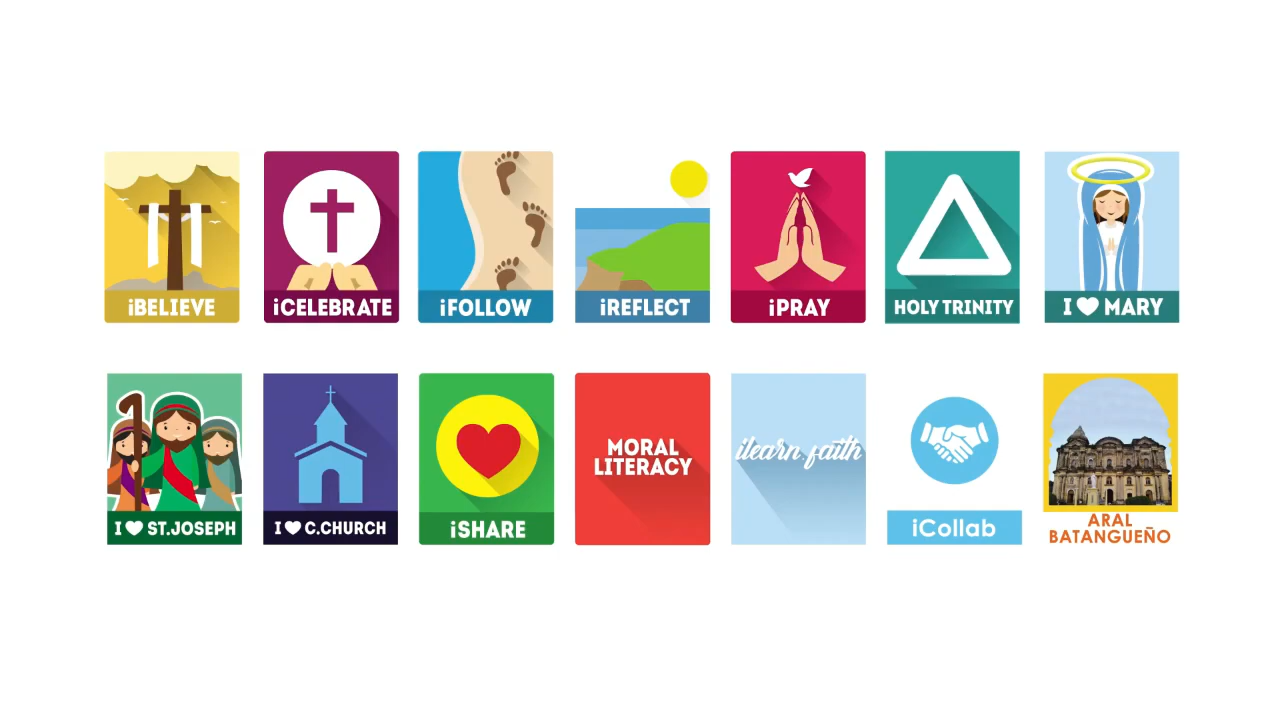 iBELIEVE
iCELEBRATE
iFOLLOW
iREFLECT
iPRAY
HOLY TRINITY
I ♥ MARY
I ♥ ST.JOSEPH
I ♥ C.CHURCH
iSHARE
MORAL
LITERACY
ilearn.faith
iCollab
ARAL
BATANGUEÑO